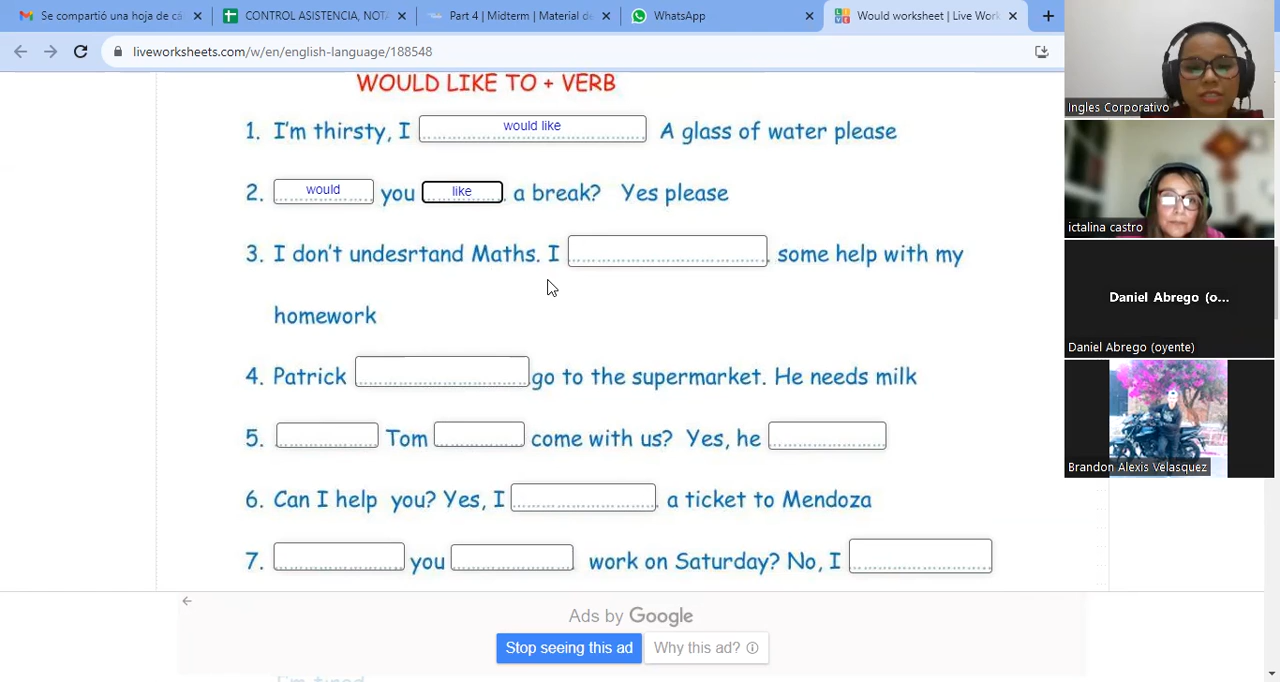 Se compartió una hoja de cá
CONTROL ASISTENCIA, NOTA
Part 4 | Midterm | Material de
WhatsApp
Would worksheet | Live Work
liveworksheets.com/w/en/english-language/188548
WOULD LIKE TO + VERB
1. I'm thirsty, I would like A glass of water please
2. would you like a break? Yes please
3. I don't undesrtand Maths. I some help with my
homework
4. Patrick go to the supermarket. He needs milk
5. Tom come with us? Yes, he
6. Can I help you? Yes, I a ticket to Mendoza
7. you work on Saturday? No, I
Ads by Google
Stop seeing this ad
Why this ad?
I'm tired
Ingles Corporativo
ictalina castro
Daniel Abrego (o...
Daniel Abrego (oyente)
Brandon Alexis Velasquez